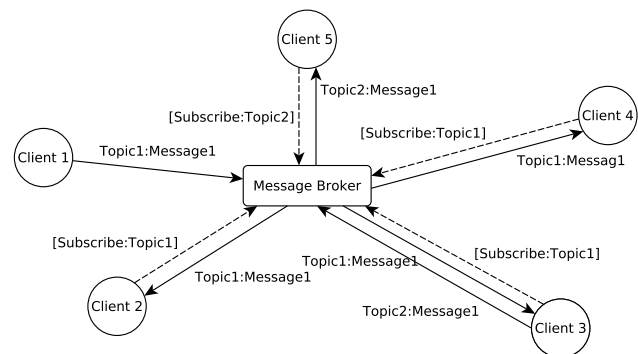 Client 5
Topic2:Message1
Client 4
[Subscribe:Topic2]
[Subscribe:Topic1]
Client 1
Topic1:Message1
Topic1:Messag1
Message Broker
[Subscribe:Topic1]
[Subscribe:Topic1]
Topic1:Message1
Topic1:Message1
Client 2
Topic2:Message1
Client 3